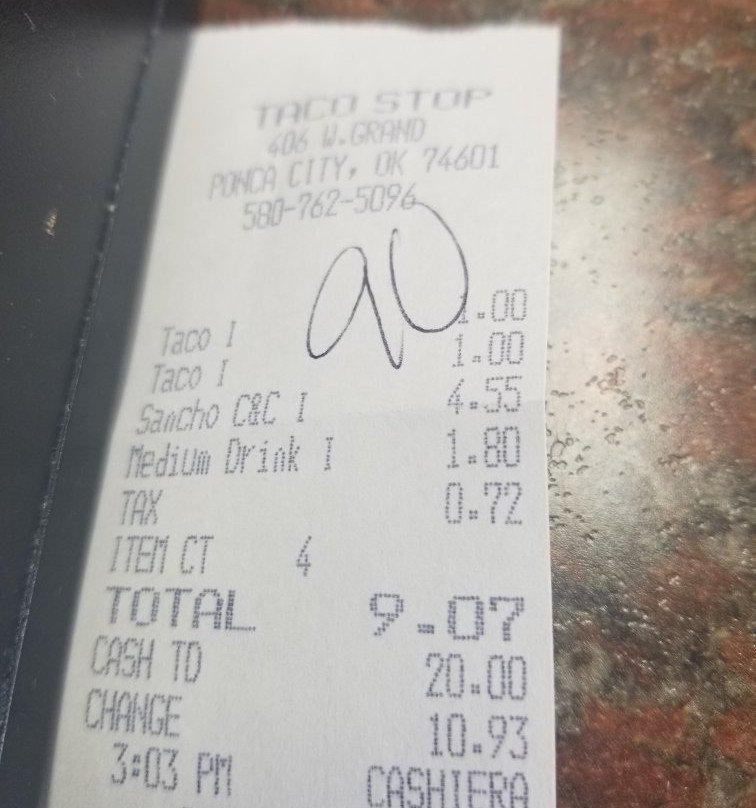 TACO STOP
406 W.GRAND
PONCA CITY, OK 74601
580-762-5096
90
Taco I 1.00
Taco I 1.00
Sancho C&C I 4.55
Medium Drink I 1.80
TAX 0.72
ITEM CT 4
TOTAL 9.07
CASH TD 20.00
CHANGE 10.93
3:03 PM CASHIERA